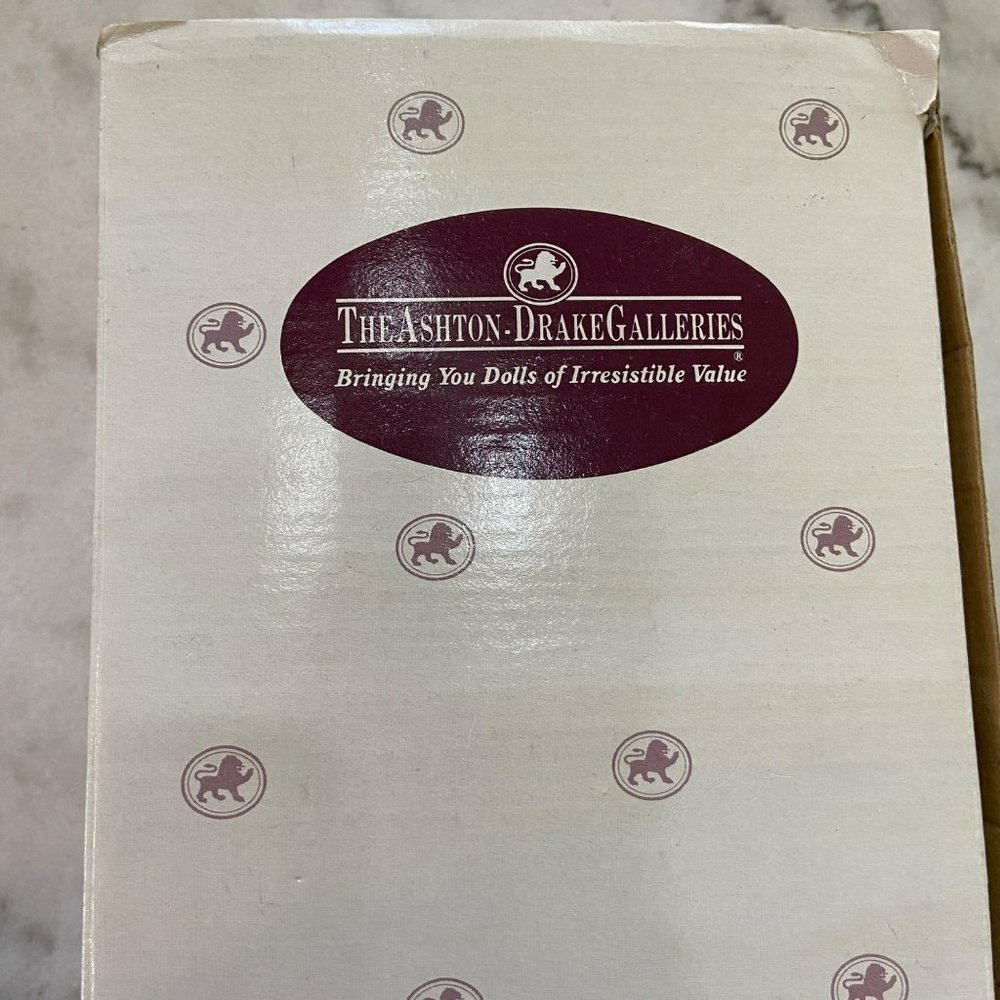 The Ashton-Drake Galleries ®
Bringing You Dolls of Irresistible Value